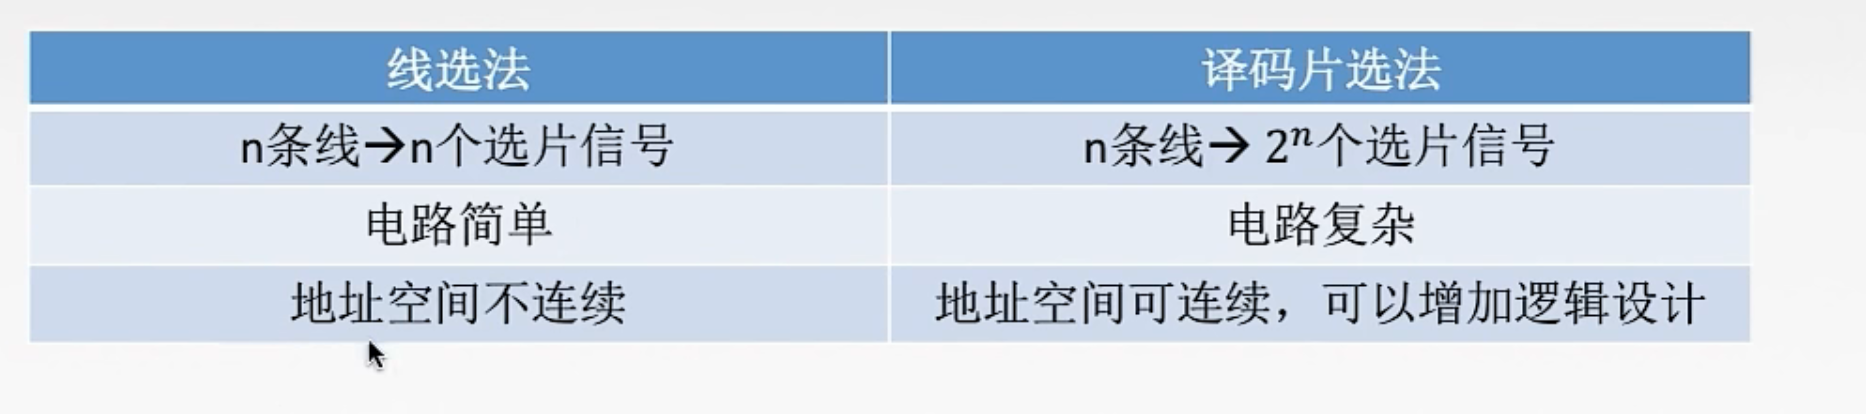 线选法
译码片选法
n条线→n个选片信号
n条线→ 2ⁿ个选片信号
电路简单
电路复杂
地址空间不连续
地址空间可连续，可以增加逻辑设计